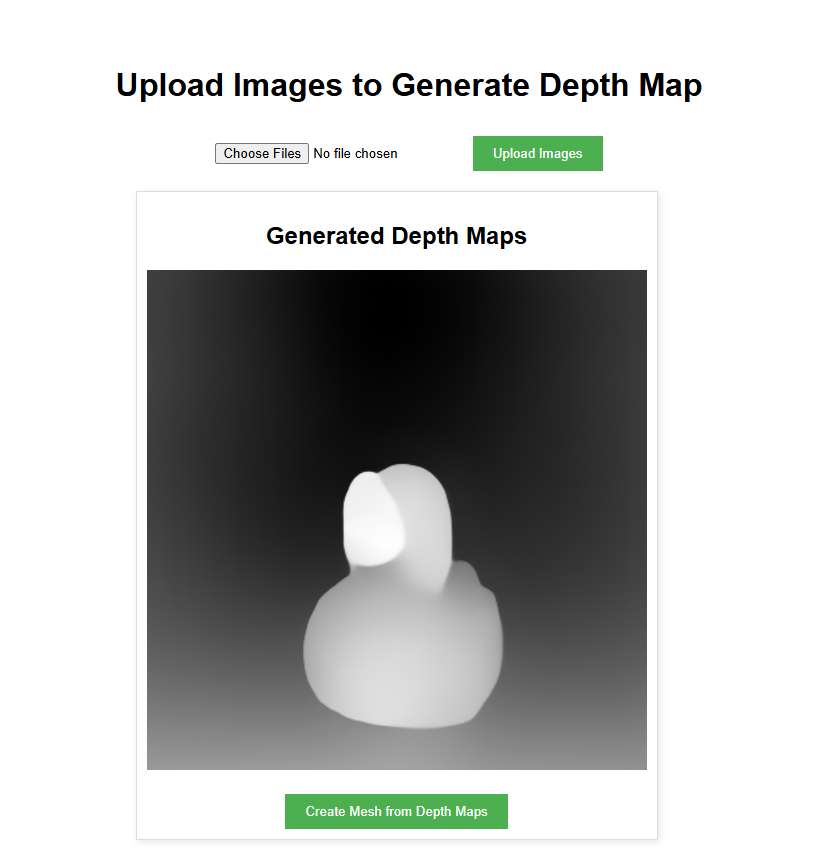 Upload Images to Generate Depth Map
Choose Files No file chosen
Upload Images
Generated Depth Maps
Create Mesh from Depth Maps